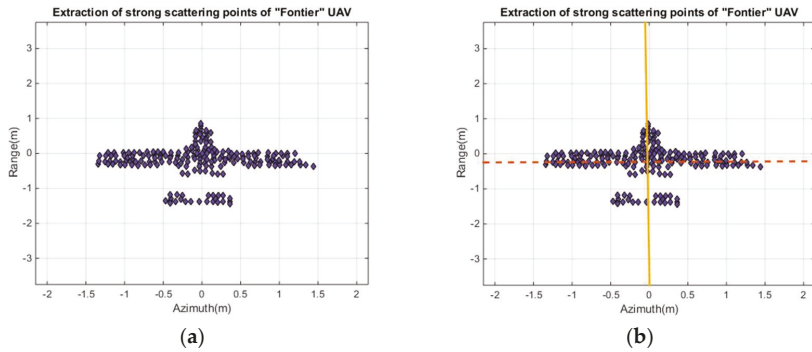 Extraction of strong scattering points of "Fontier" UAV
Range(m)
3
2
1
0
-1
-2
-3
-2 -1.5 -1 -0.5 0 0.5 1 1.5 2
Azimuth(m)
(a)
Extraction of strong scattering points of "Fontier" UAV
Range(m)
3
2
1
0
-1
-2
-3
-2 -1.5 -1 -0.5 0 0.5 1 1.5 2
Azimuth(m)
(b)